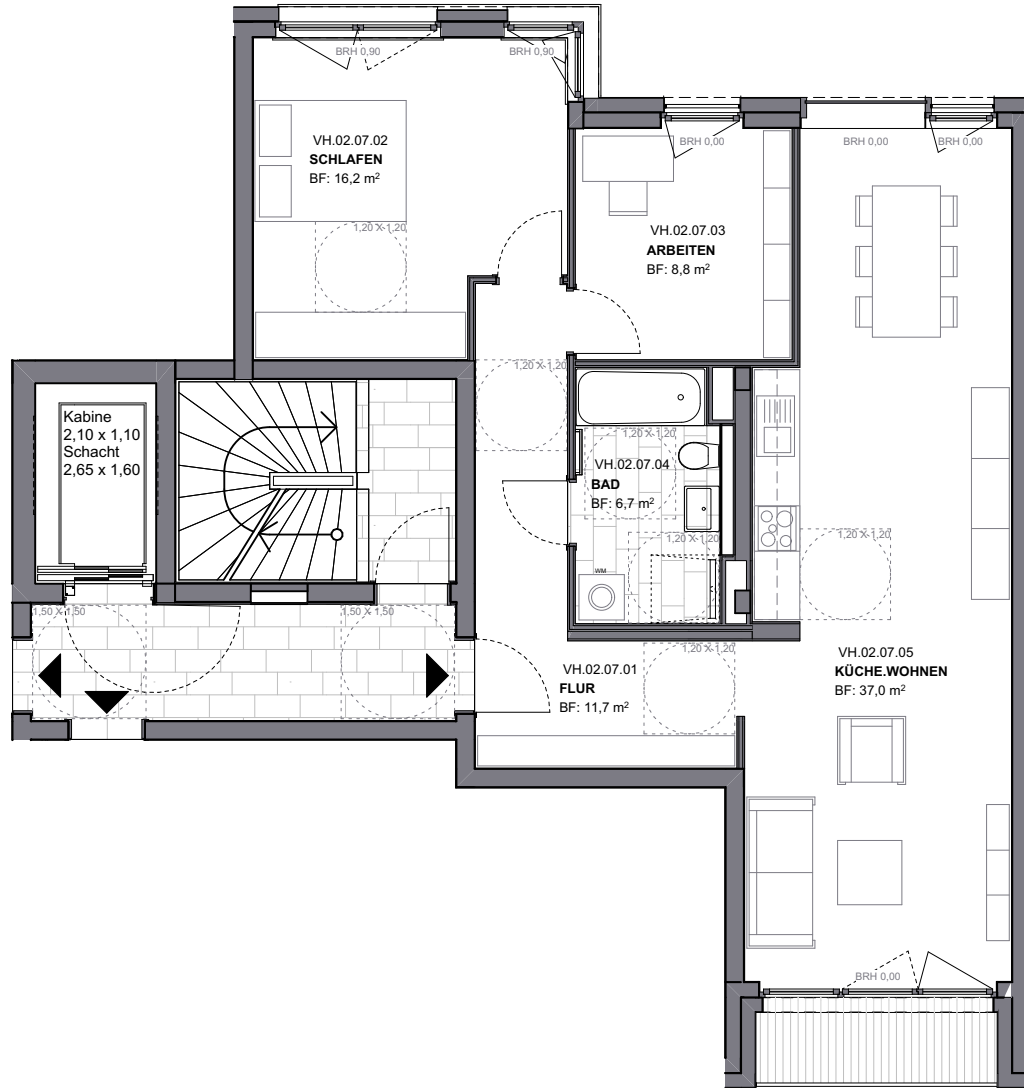 BRH 0,90
BRH 0,90
VH.02.07.02
SCHLAFEN
BF: 16,2 m²
1,20 X 1,20
BRH 0,00
BRH 0,00
BRH 0,00
VH.02.07.03
ARBEITEN
BF: 8,8 m²
1,20 X 1,20
Kabine
2,10 x 1,10
Schacht
2,65 x 1,60
1,20 X 1,20
VH.02.07.04
BAD
BF: 6,7 m²
1,20 X 1,20
WM
1,20 X 1,20
1,50 X 1,50
1,50 X 1,50
1,20 X 1,20
VH.02.07.01
FLUR
BF: 11,7 m²
VH.02.07.05
KÜCHE.WOHNEN
BF: 37,0 m²
BRH 0,00